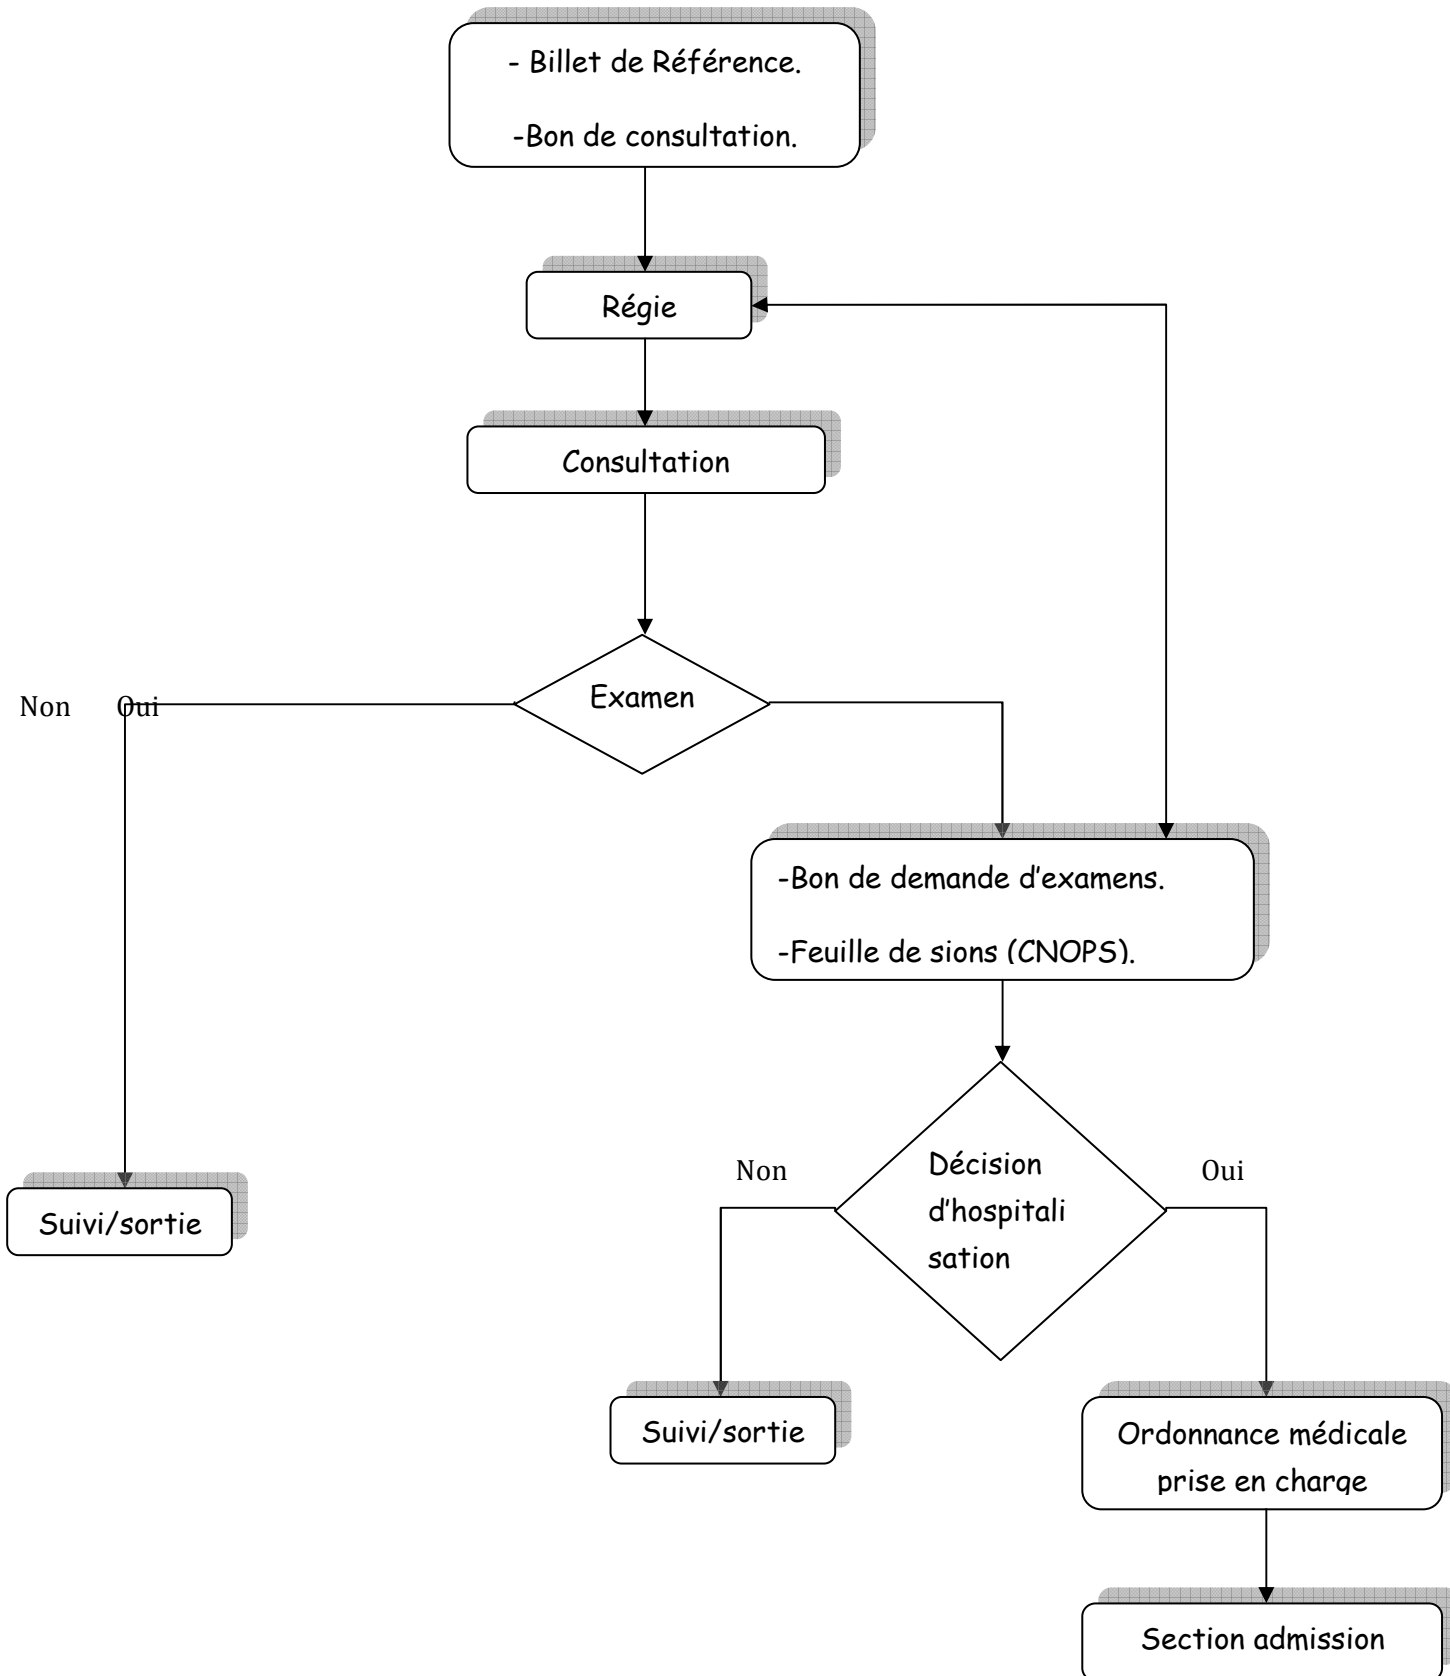 - Billet de Référence.
-Bon de consultation.
Régie
Consultation
Examen
Non Oui
-Bon de demande d'examens.
-Feuille de sions (CNOPS).
Non
Décision
d'hospitali
sation
Oui
Suivi/sortie
Suivi/sortie
Ordonnance médicale
prise en charge
Section admission